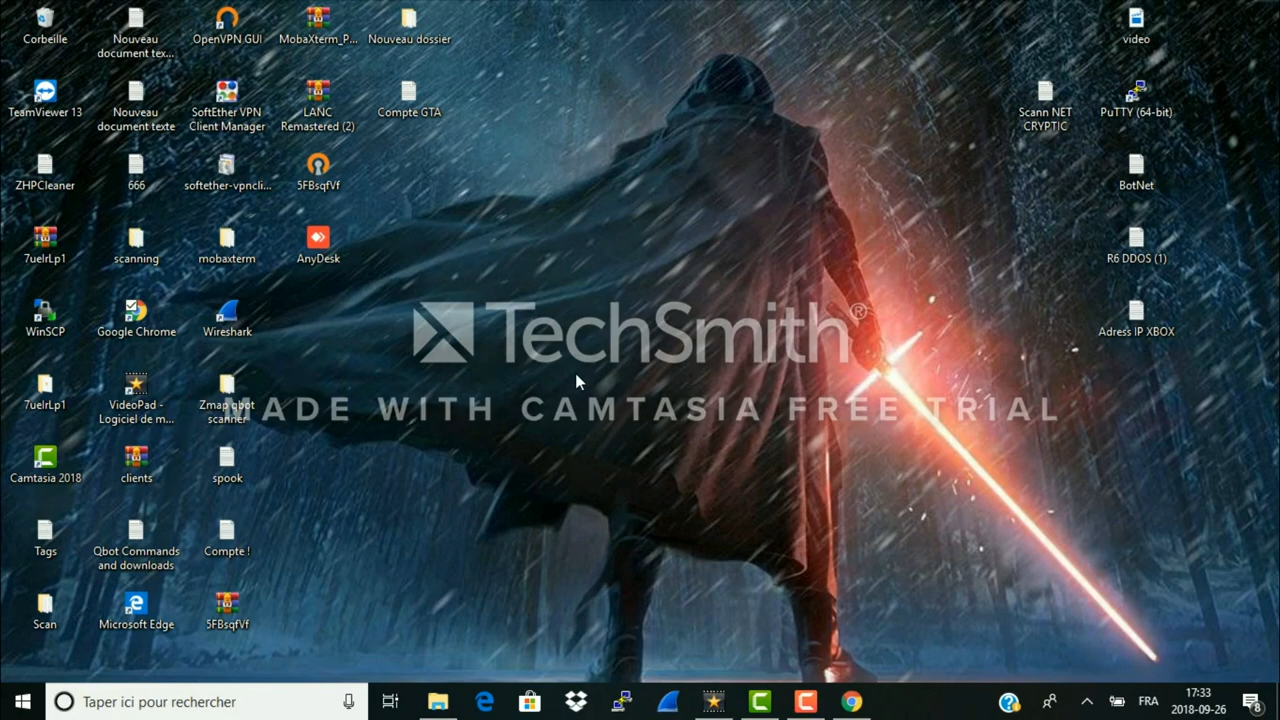 Corbeille
Nouveau
document tex...
OpenVPN GUI
MobaXterm_P...
Nouveau dossier
video
TeamViewer 13
Nouveau
document texte
SoftEther VPN
Client Manager
LANC
Remastered (2)
Compte GTA
Scann NET
CRYPTIC
PuTTY (64-bit)
ZHPCleaner
666
softether-vpncli...
5FBsqfVf
BotNet
7uelrLp1
scanning
mobaxterm
AnyDesk
R6 DDOS (1)
WinSCP
Google Chrome
Wireshark
Adress IP XBOX
TechSmith®
MADE WITH CAMTASIA FREE TRIAL
7uelrLp1
VideoPad -
Logiciel de m...
Zmap qbot
scanner
Camtasia 2018
clients
spook
Tags
Qbot Commands
and downloads
Compte !
Scan
Microsoft Edge
5FBsqfVf
Taper ici pour rechercher
FRA
17:33
2018-09-26
8